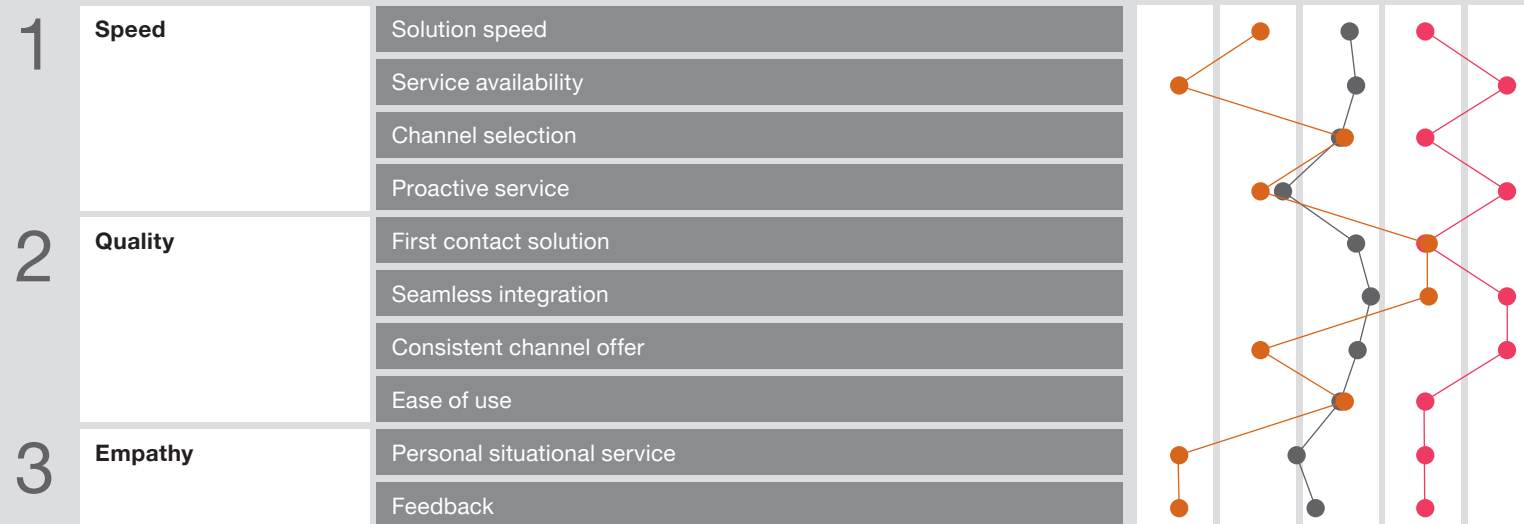 1
Speed
Solution speed
Service availability
Channel selection
Proactive service
2
Quality
First contact solution
Seamless integration
Consistent channel offer
Ease of use
3
Empathy
Personal situational service
Feedback